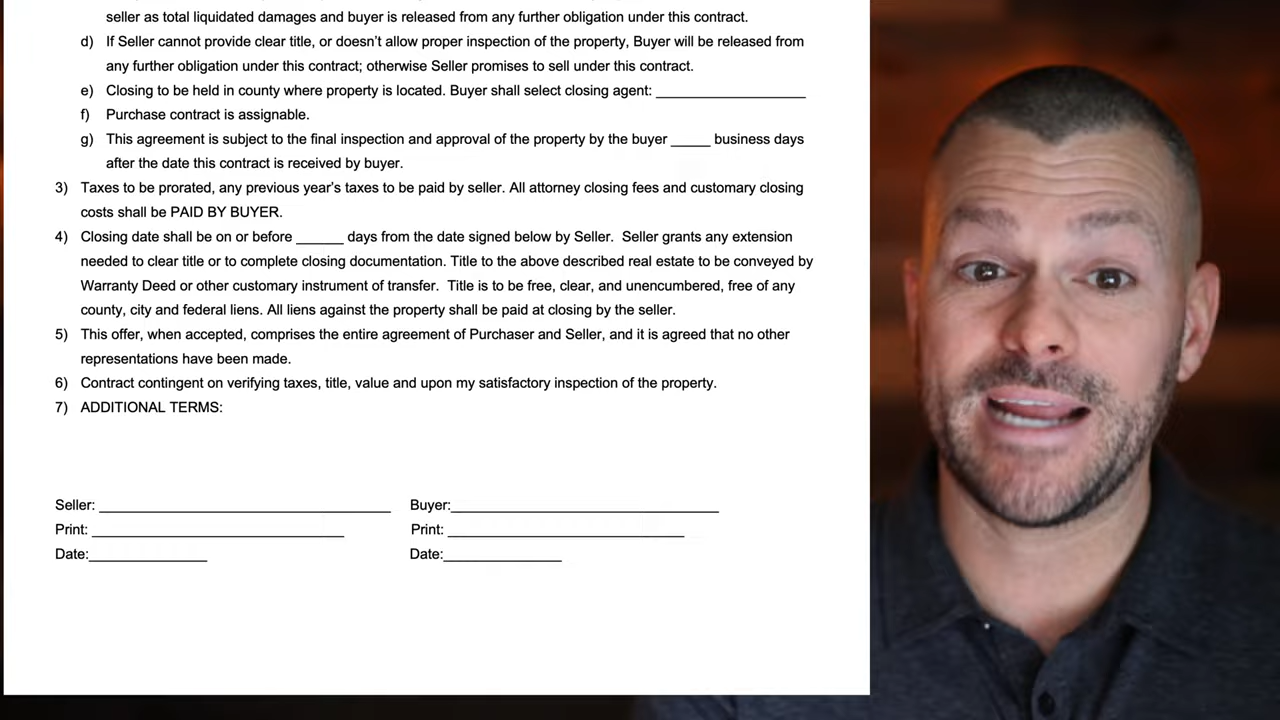 seller as total liquidated damages and buyer is released from any further obligation under this contract.
d) If Seller cannot provide clear title, or doesn’t allow proper inspection of the property, Buyer will be released from
any further obligation under this contract; otherwise Seller promises to sell under this contract.
e) Closing to be held in county where property is located. Buyer shall select closing agent: ___________________
f) Purchase contract is assignable.
g) This agreement is subject to the final inspection and approval of the property by the buyer _____ business days
after the date this contract is received by buyer.
3) Taxes to be prorated, any previous year’s taxes to be paid by seller. All attorney closing fees and customary closing
costs shall be PAID BY BUYER.
4) Closing date shall be on or before ______ days from the date signed below by Seller. Seller grants any extension
needed to clear title or to complete closing documentation. Title to the above described real estate to be conveyed by
Warranty Deed or other customary instrument of transfer. Title is to be free, clear, and unencumbered, free of any
county, city and federal liens. All liens against the property shall be paid at closing by the seller.
5) This offer, when accepted, comprises the entire agreement of Purchaser and Seller, and it is agreed that no other
representations have been made.
6) Contract contingent on verifying taxes, title, value and upon my satisfactory inspection of the property.
7) ADDITIONAL TERMS:
Seller: _____________________________________ Buyer:__________________________________
Print: ________________________________ Print: ______________________________
Date:_______________ Date:_______________